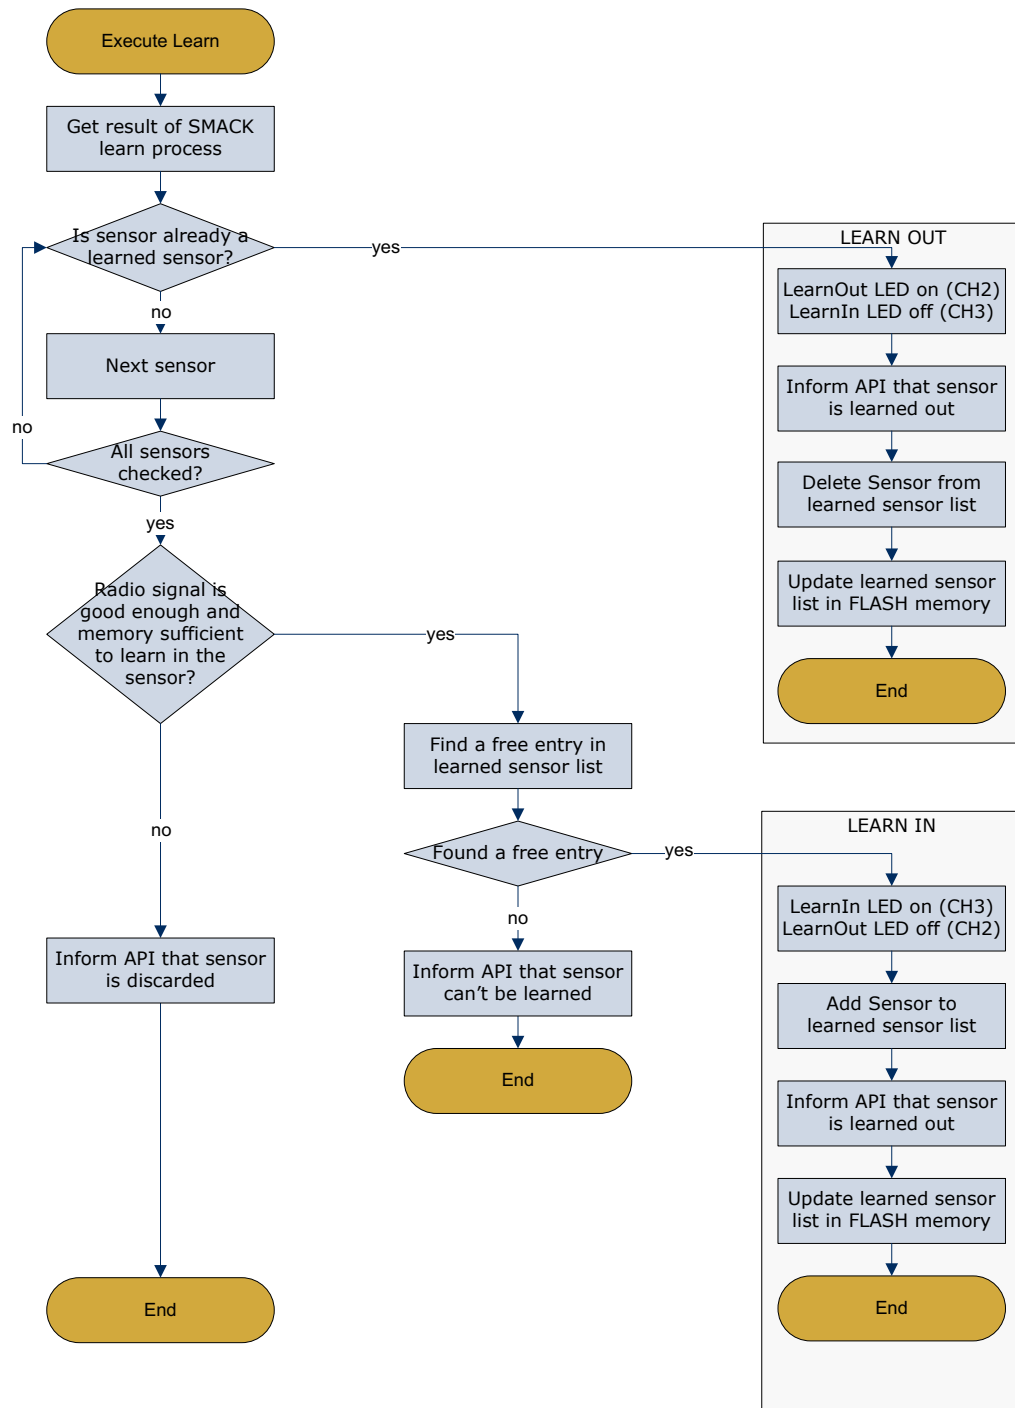 Execute Learn
Get result of SMACK
learn process
Is sensor already a
learned sensor?
yes
no
Next sensor
All sensors
checked?
no
yes
Radio signal is
good enough and
memory sufficient
to learn in the
sensor?
yes
no
Inform API that sensor
is discarded
End
Find a free entry in
learned sensor list
Found a free entry
yes
no
Inform API that sensor
can’t be learned
End
LEARN OUT
LearnOut LED on (CH2)
LearnIn LED off (CH3)
Inform API that sensor
is learned out
Delete Sensor from
learned sensor list
Update learned sensor
list in FLASH memory
End
LEARN IN
LearnIn LED on (CH3)
LearnOut LED off (CH2)
Add Sensor to
learned sensor list
Inform API that sensor
is learned out
Update learned sensor
list in FLASH memory
End